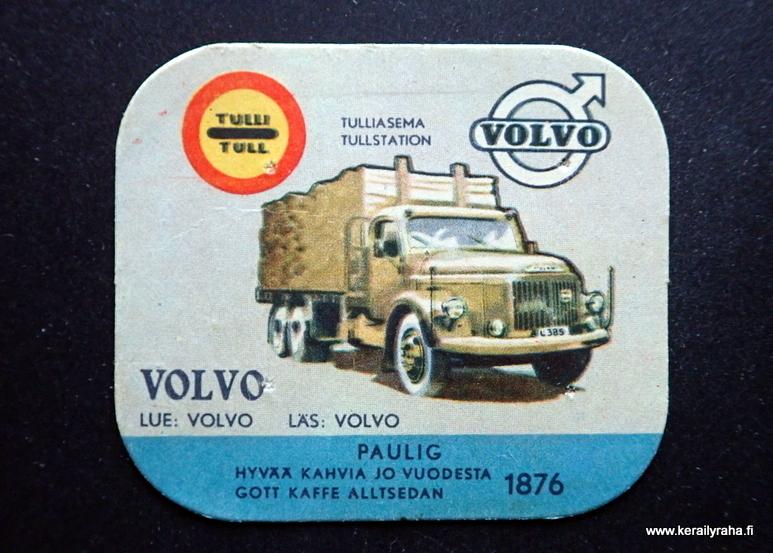 TULLI
TULL
TULLIASEMA
TULLSTATION
VOLVO
L385
VOLVO
LUE: VOLVO LÄS: VOLVO
PAULIG
HYVÄÄ KAHVIA JO VUODESTA
GOTT KAFFE ALLTSEDAN
1876
www.kerailyraha.fi